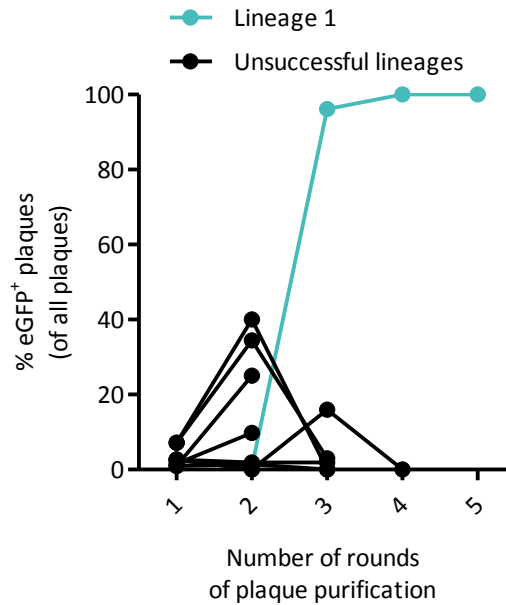 Lineage 1
Unsuccessful lineages
% eGFP+ plaques
(of all plaques)
100
80
60
40
20
0
1
2
3
4
5
Number of rounds
of plaque purification